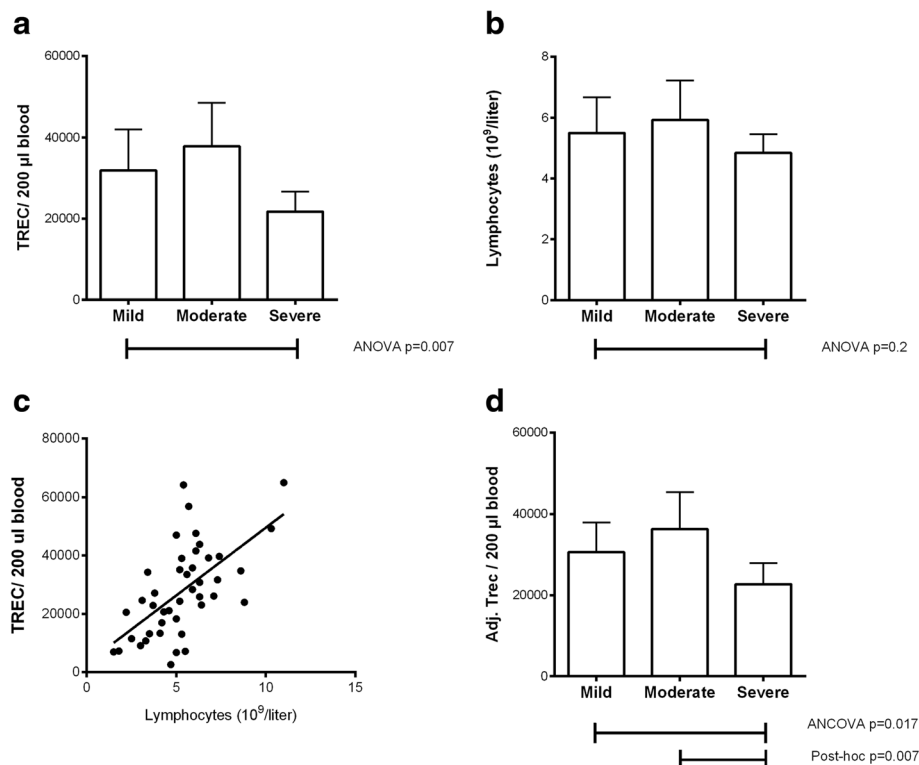 a
TREC/ 200 µl blood
60000
40000
20000
0
Mild Moderate Severe
ANOVA p=0.007
b
Lymphocytes (10⁹/liter)
8
6
4
2
0
Mild Moderate Severe
ANOVA p=0.2
c
TREC/ 200 ul blood
80000
60000
40000
20000
0
0 5 10 15
Lymphocytes (10⁹/liter)
d
Adj. Trec / 200 µl blood
60000
40000
20000
0
Mild Moderate Severe
ANCOVA p=0.017
Post-hoc p=0.007